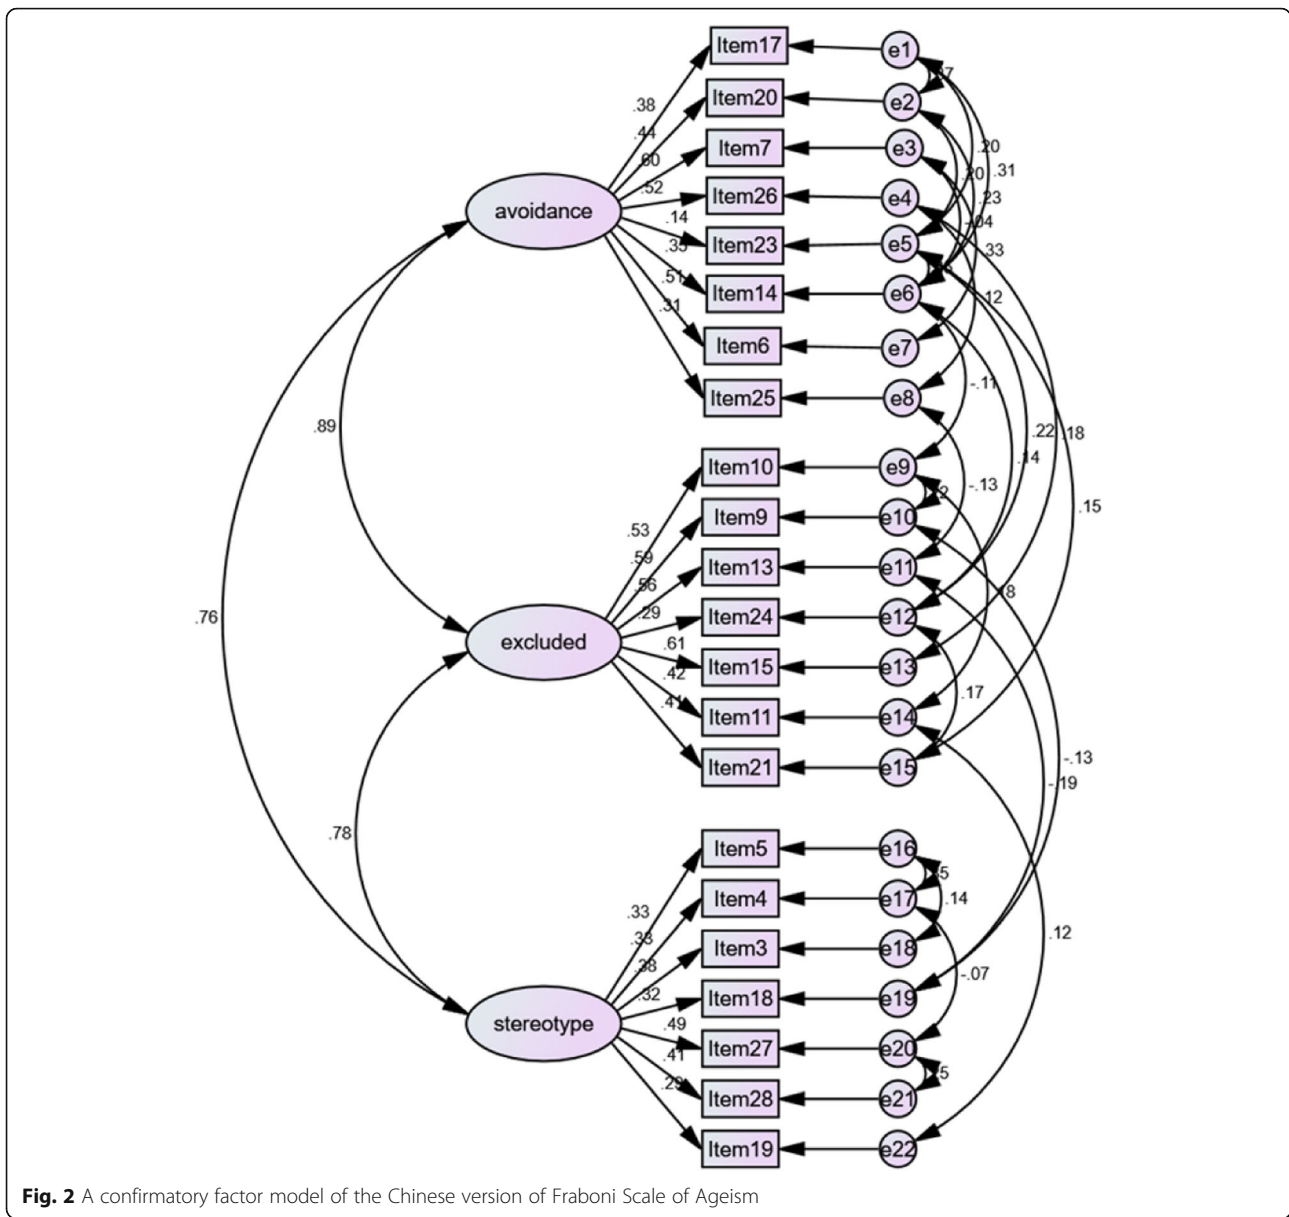 Item17
e1
.38
Item20
e2
.44
Item7
e3
.60
.20
.20
.31
.52
Item26
e4
.23
avoidance
.14
-.04
Item23
e5
.33
Item14
e6
.51
.12
.31
Item6
e7
-.11
Item25
e8
.89
.22
.18
.14
Item10
e9
-.13
.15
Item9
e10
.53
.59
Item13
e11
.56
.29
Item24
e12
.76
excluded
.61
Item15
e13
.42
.17
.41
Item11
e14
Item21
e15
-.13
-.19
.78
Item5
e16
Item4
e17
.14
.33
.12
.33
Item3
e18
.38
-.07
.32
Item18
e19
stereotype
.49
Item27
e20
.41
Item28
e21
Item19
e22
Fig. 2 A confirmatory factor model of the Chinese version of Fraboni Scale of Ageism